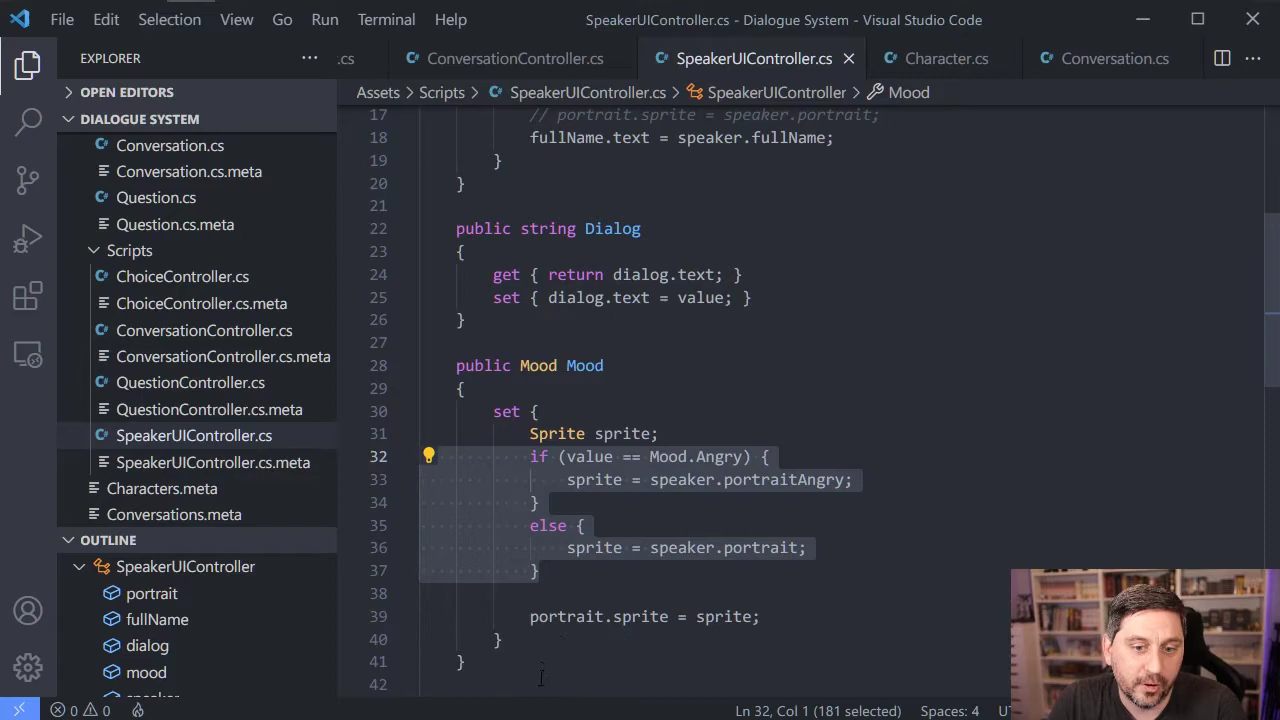 File Edit Selection View Go Run Terminal Help
SpeakerUIController.cs - Dialogue System - Visual Studio Code
EXPLORER
.cs
ConversationController.cs
SpeakerUIController.cs
Character.cs
Conversation.cs
OPEN EDITORS
DIALOGUE SYSTEM
Conversation.cs
Conversation.cs.meta
Question.cs
Question.cs.meta
Scripts
ChoiceController.cs
ChoiceController.cs.meta
ConversationController.cs
ConversationController.cs.meta
QuestionController.cs
QuestionController.cs.meta
SpeakerUIController.cs
SpeakerUIController.cs.meta
Characters.meta
Conversations.meta
OUTLINE
SpeakerUIController
portrait
fullName
dialog
mood
Assets > Scripts > SpeakerUIController.cs > SpeakerUIController > Mood
17 // portrait.sprite = speaker.portrait;
18 fullName.text = speaker.fullName;
19 }
20 }
21
22 public string Dialog
23 {
24 get { return dialog.text; }
25 set { dialog.text = value; }
26 }
27
28 public Mood Mood
29 {
30 set {
31 Sprite sprite;
32 if (value == Mood.Angry) {
33 sprite = speaker.portraitAngry;
34 }
35 else {
36 sprite = speaker.portrait;
37 }
38
39 portrait.sprite = sprite;
40 }
41 }
42
0 0
Ln 32, Col 1 (181 selected)
Spaces: 4